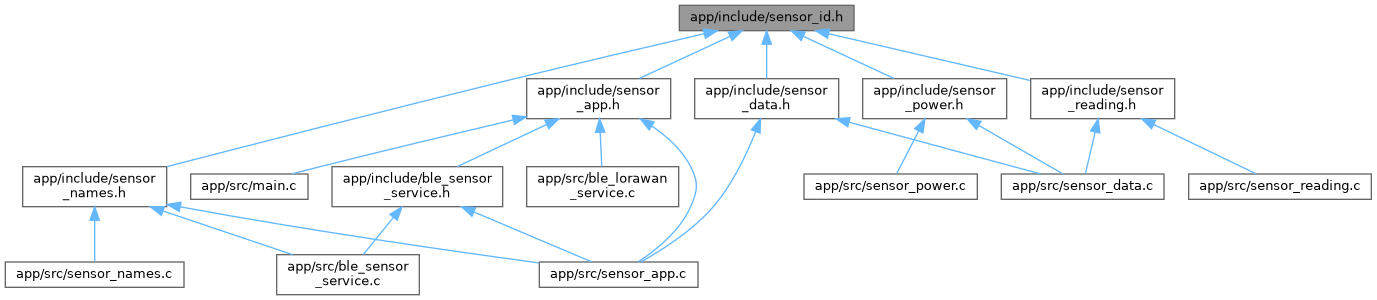 app/include/sensor_id.h
app/include/sensor
_app.h
app/include/sensor
_data.h
app/include/sensor
_power.h
app/include/sensor
_reading.h
app/include/sensor
_names.h
app/src/main.c
app/include/ble_sensor
_service.h
app/src/ble_lorawan
_service.c
app/src/sensor_power.c
app/src/sensor_data.c
app/src/sensor_reading.c
app/src/sensor_names.c
app/src/ble_sensor
_service.c
app/src/sensor_app.c